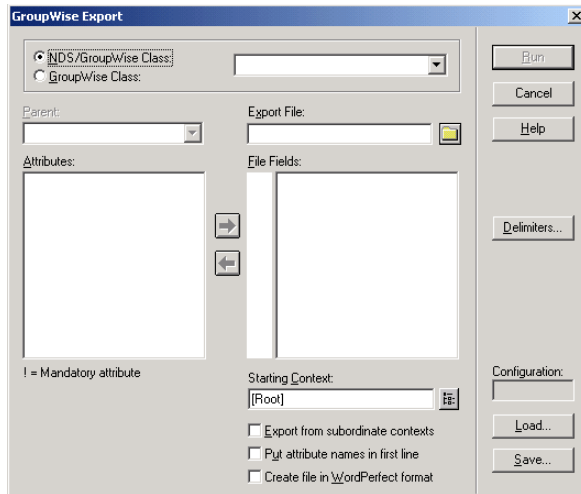 GroupWise Export
NDS/GroupWise Class:
GroupWise Class:
Run
Cancel
Help
Parent:
Export File:
Attributes:
File Fields:
Delimiters...
! = Mandatory attribute
Starting Context:
[Root]
Configuration:
Export from subordinate contexts
Put attribute names in first line
Create file in WordPerfect format
Load...
Save...